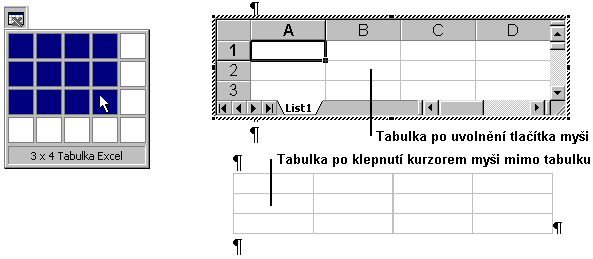 ¶
A B C D
1
2
3
List1
3 x 4 Tabulka Excel
¶
Tabulka po uvolnění tlačítka myši
¶
Tabulka po klepnutí kurzorem myši mimo tabulku
¶
¶